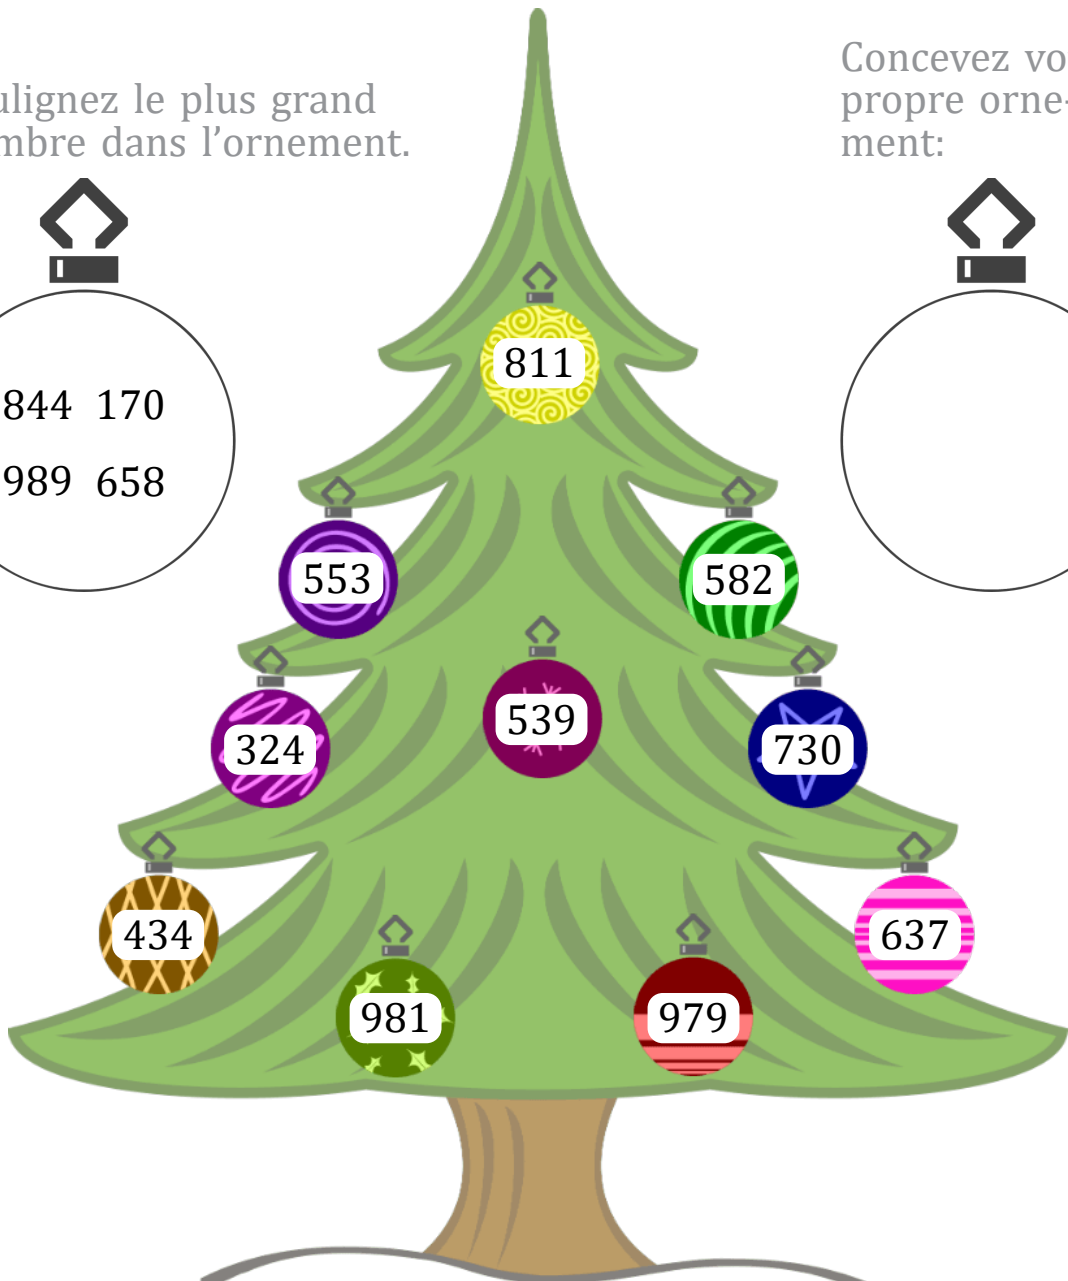 ulignez le plus grand
mbre dans l’ornement.
Concevez vo
propre orne-
ment:
844 170
989 658
811
553
582
539
324
730
434
637
981
979